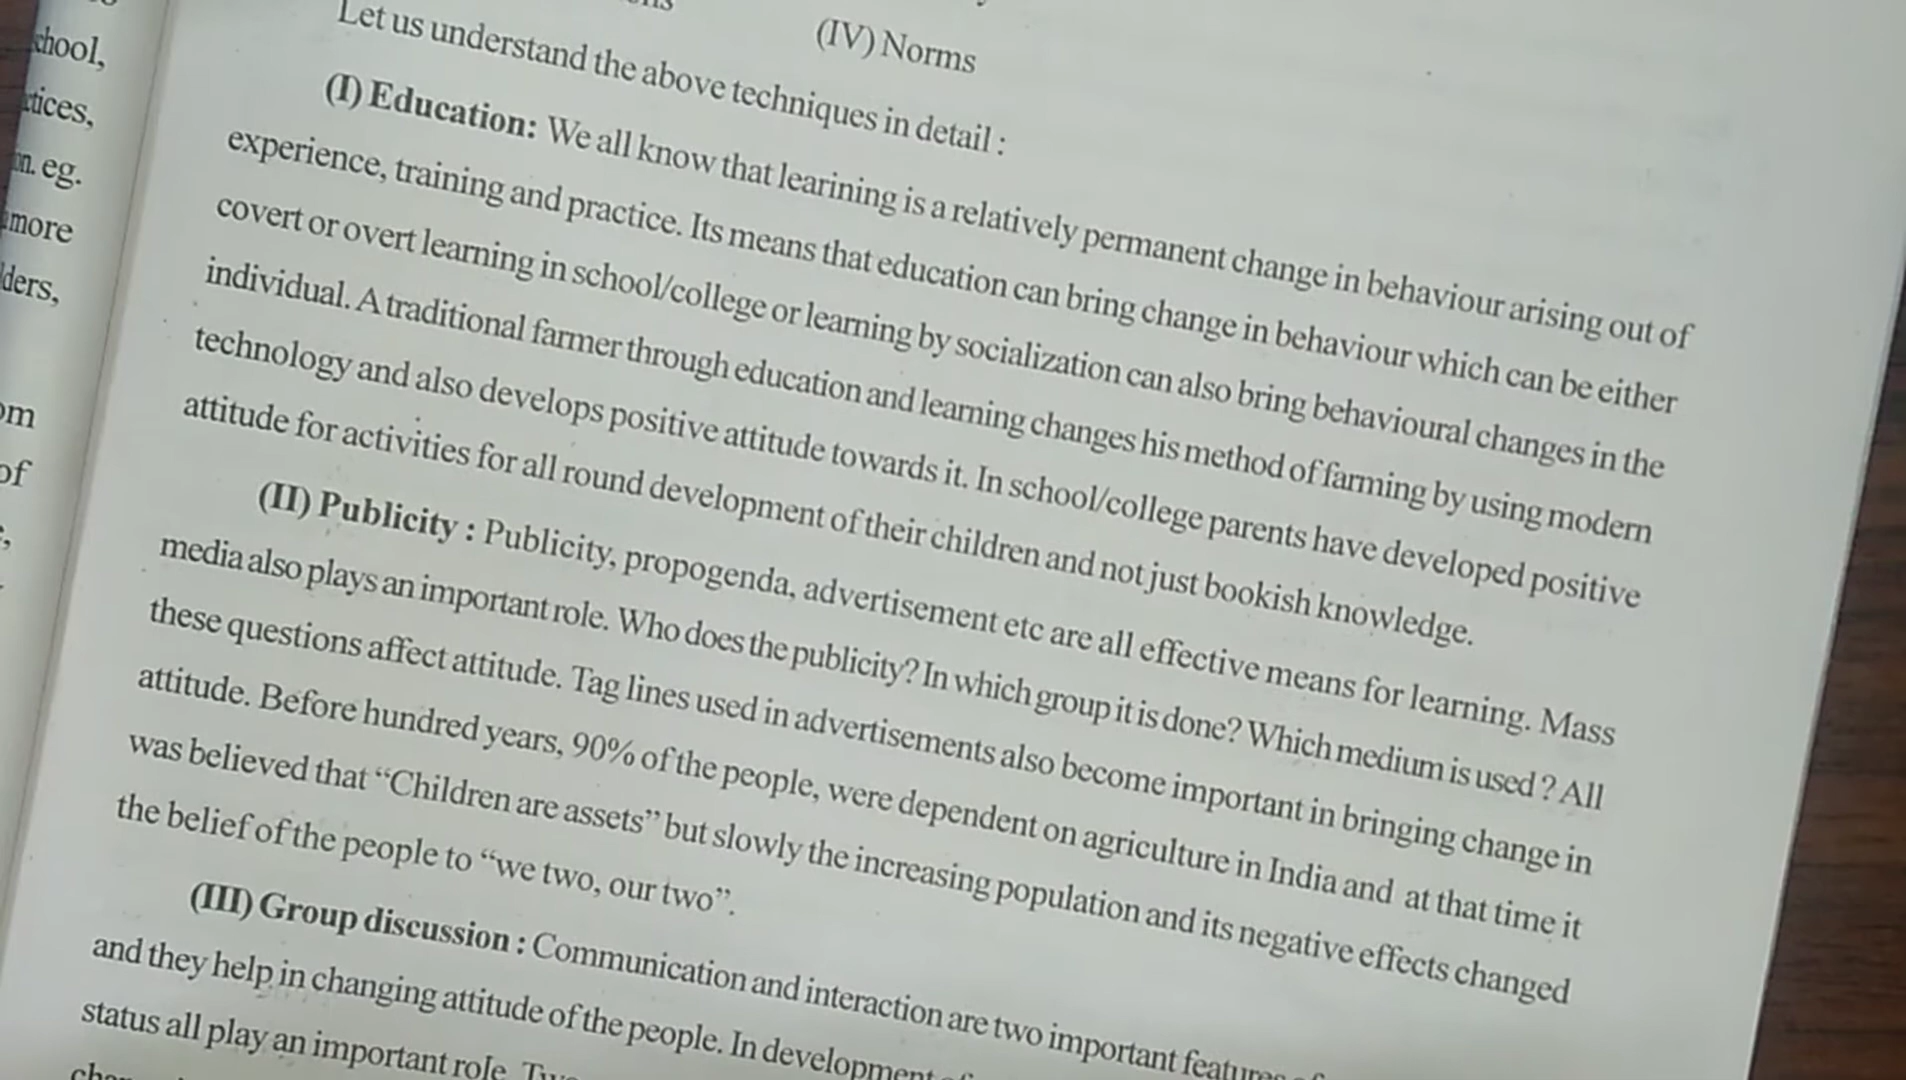 chool,
tices,
eg.
more
ders,
om
of
(IV) Norms
Let us understand the above techniques in detail :
(I) Education: We all know that learining is a relatively permanent change in behaviour arising out of
experience, training and practice. Its means that education can bring change in behaviour which can be either
covert or overt learning in school/college or learning by socialization can also bring behavioural changes in the
individual. A traditional farmer through education and learning changes his method of farming by using modern
technology and also develops positive attitude towards it. In school/college parents have developed positive
attitude for activities for all round development of their children and not just bookish knowledge.
(II) Publicity : Publicity, propogenda, advertisement etc are all effective means for learning. Mass
media also plays an important role. Who does the publicity? In which group it is done? Which medium is used ? All
these questions affect attitude. Tag lines used in advertisements also become important in bringing change in
attitude. Before hundred years, 90% of the people, were dependent on agriculture in India and at that time it
was believed that “Children are assets” but slowly the increasing population and its negative effects changed
the belief of the people to “we two, our two”.
(III) Group discussion : Communication and interaction are two important features
and they help in changing attitude of the people. In development
status all play an important role.